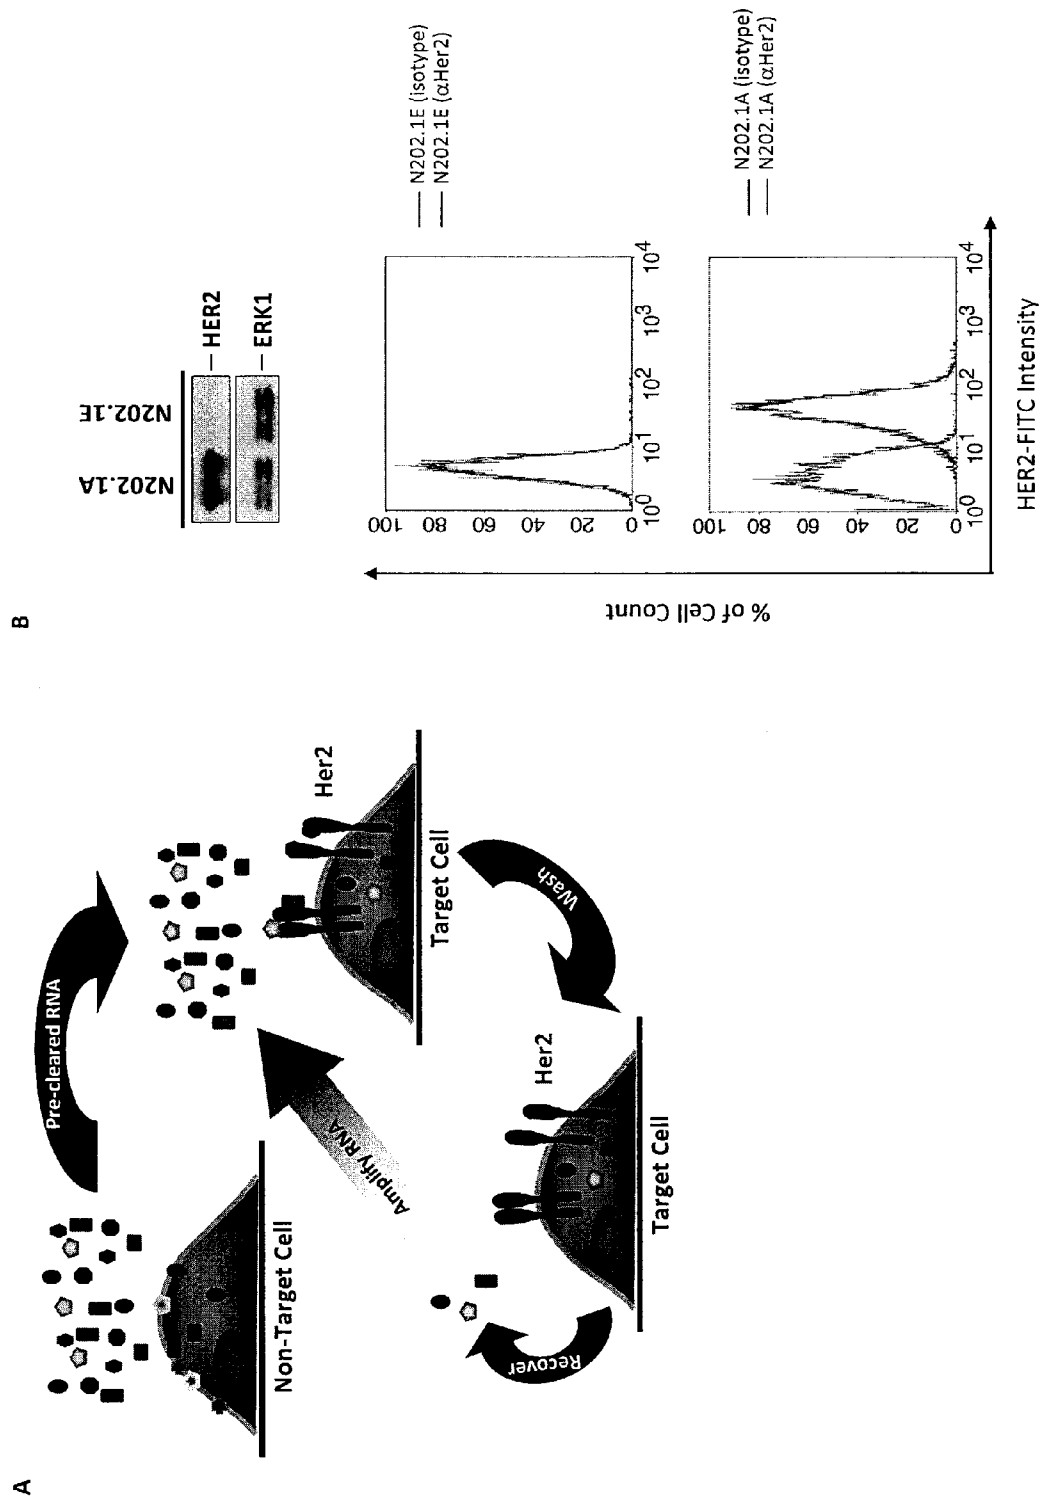 A
Pre-cleared RNA
Non-Target Cell
Her2
Target Cell
Amplify RNA
Wash
Her2
Target Cell
Recover
B
N202.1A
N202.1E
HER2
ERK1
% of Cell Count
100
80
60
40
20
0
10⁰ 10¹ 10² 10³ 10⁴
N202.1E (isotype)
N202.1E (αHer2)
100
80
60
40
20
0
10⁰ 10¹ 10² 10³ 10⁴
N202.1A (isotype)
N202.1A (αHer2)
HER2-FITC Intensity